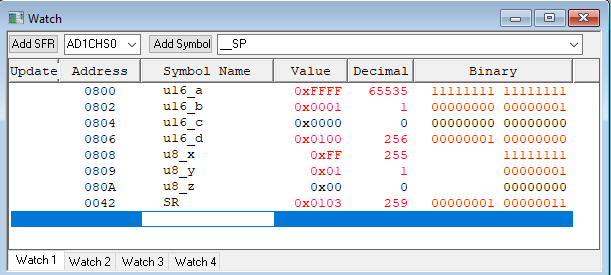 Watch
Add SFR AD1CHS0 Add Symbol __SP
Update Address Symbol Name Value Decimal Binary
0800 u16_a 0xFFFF 65535 11111111 11111111
0802 u16_b 0x0001 1 00000000 00000001
0804 u16_c 0x0000 0 00000000 00000000
0806 u16_d 0x0100 256 00000001 00000000
0808 u8_x 0xFF 255 11111111
0809 u8_y 0x01 1 00000001
080A u8_z 0x00 0 00000000
0042 SR 0x0103 259 00000001 00000011
Watch 1 Watch 2 Watch 3 Watch 4